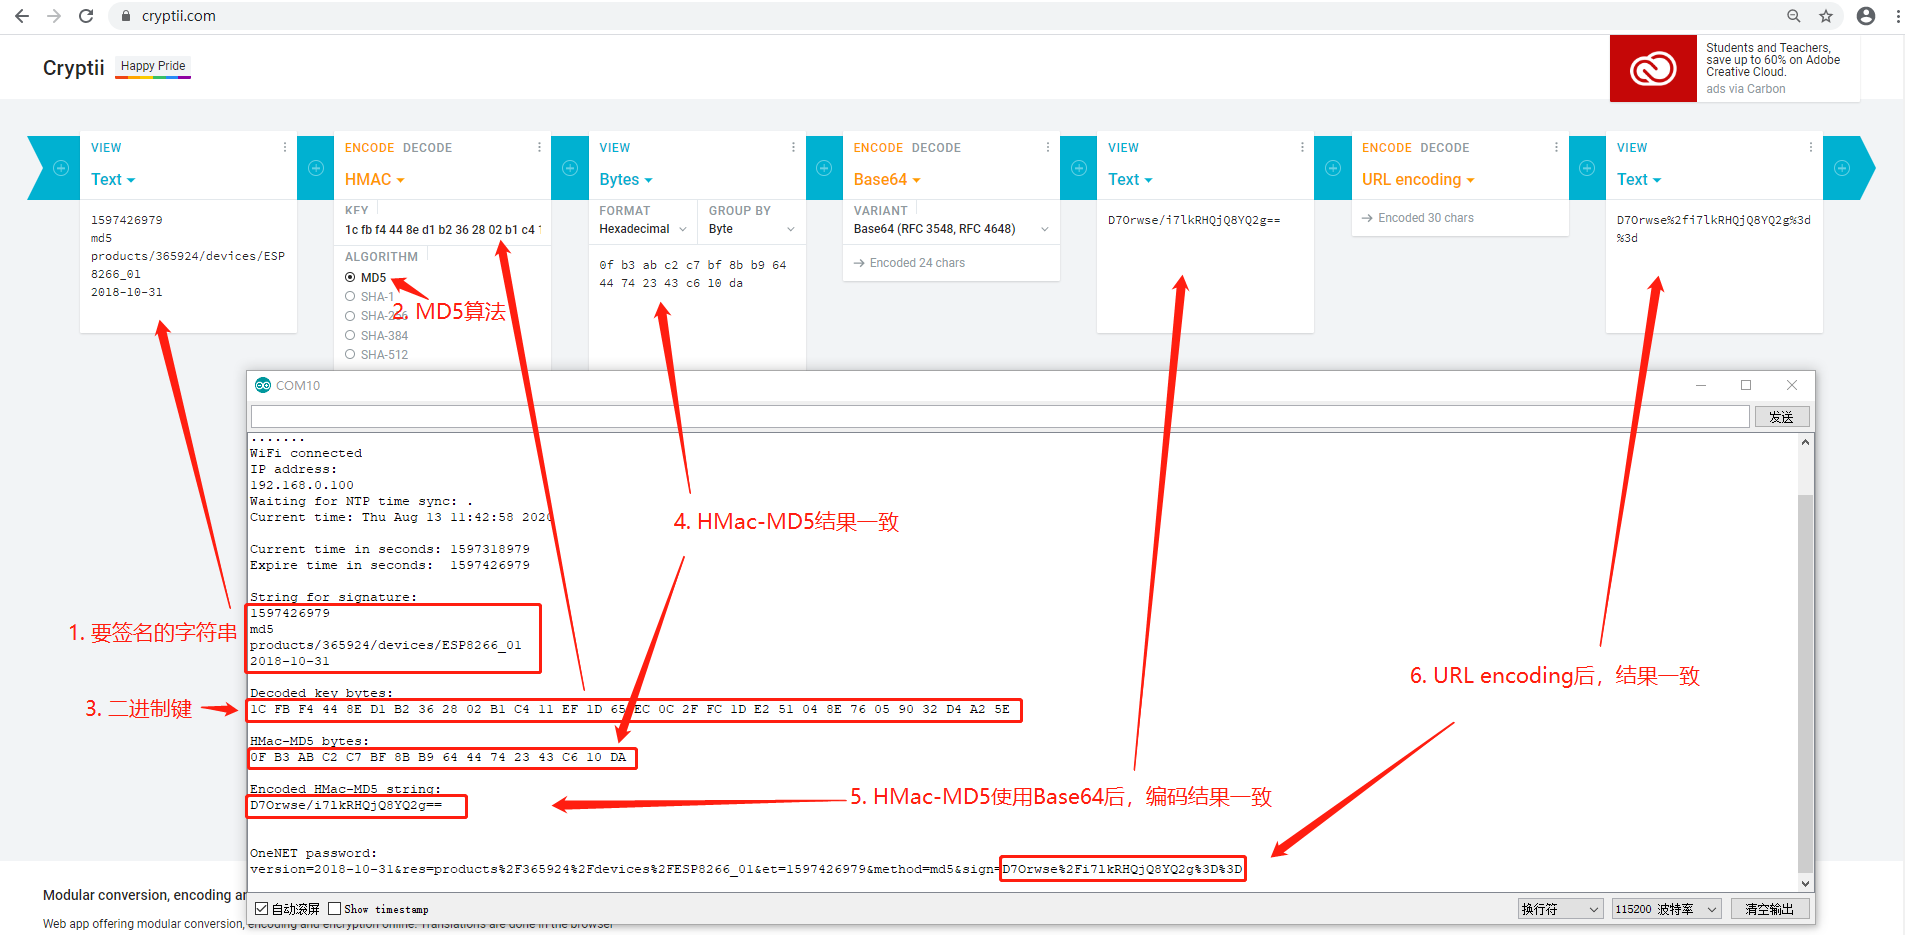 cryptii.com
Cryptii
Happy Pride
Students and Teachers,
save up to 60% on Adobe
Creative Cloud.
ads via Carbon
VIEW
Text
1597426979
md5
products/365924/devices/ESP
8266_01
2018-10-31
ENCODE DECODE
HMAC
KEY
1c fb f4 44 8e d1 b2 36 28 02 b1 c4 1
ALGORITHM
MD5
SHA-1
SHA-256
SHA-384
SHA-512
VIEW
Bytes
FORMAT
Hexadecimal
GROUP BY
Byte
0f b3 ab c2 c7 bf 8b b9 64
44 74 23 43 c6 10 da
ENCODE DECODE
Base64
VARIANT
Base64 (RFC 3548, RFC 4648)
→ Encoded 24 chars
VIEW
Text
D7Orwse/i7lkRHQjQ8YQ2g==
ENCODE DECODE
URL encoding
→ Encoded 30 chars
VIEW
Text
D7Orwse%2fi7lkRHQjQ8YQ2g%3d
%3d
2. MD5算法
COM10
发送
.......
WiFi connected
IP address:
192.168.0.100
Waiting for NTP time sync: .
Current time: Thu Aug 13 11:42:58 2020
4. HMac-MD5结果一致
Current time in seconds: 1597318979
Expire time in seconds:  1597426979
String for signature:
1597426979
md5
products/365924/devices/ESP8266_01
2018-10-31
1. 要签名的字符串
6. URL encoding后，结果一致
Decoded key bytes:
1C FB F4 44 8E D1 B2 36 28 02 B1 C4 11 EF 1D 65 EC 0C 2F FC 1D E2 51 04 8E 76 05 90 32 D4 A2 5E
3. 二进制键
HMac-MD5 bytes:
0F B3 AB C2 C7 BF 8B B9 64 44 74 23 43 C6 10 DA
Encoded HMac-MD5 string:
D7Orwse/i7lkRHQjQ8YQ2g==
5. HMac-MD5使用Base64后，编码结果一致
OneNET password:
version=2018-10-31&res=products%2F365924%2Fdevices%2FESP8266_01&et=1597426979&method=md5&sign=D7Orwse%2Fi7lkRHQjQ8YQ2g%3D%3D
自动滚屏 Show timestamp
换行符
115200 波特率
清空输出
Modular conversion, encoding an
Web app offering modular conversion, encoding and encryption online. Translations are done in the browser